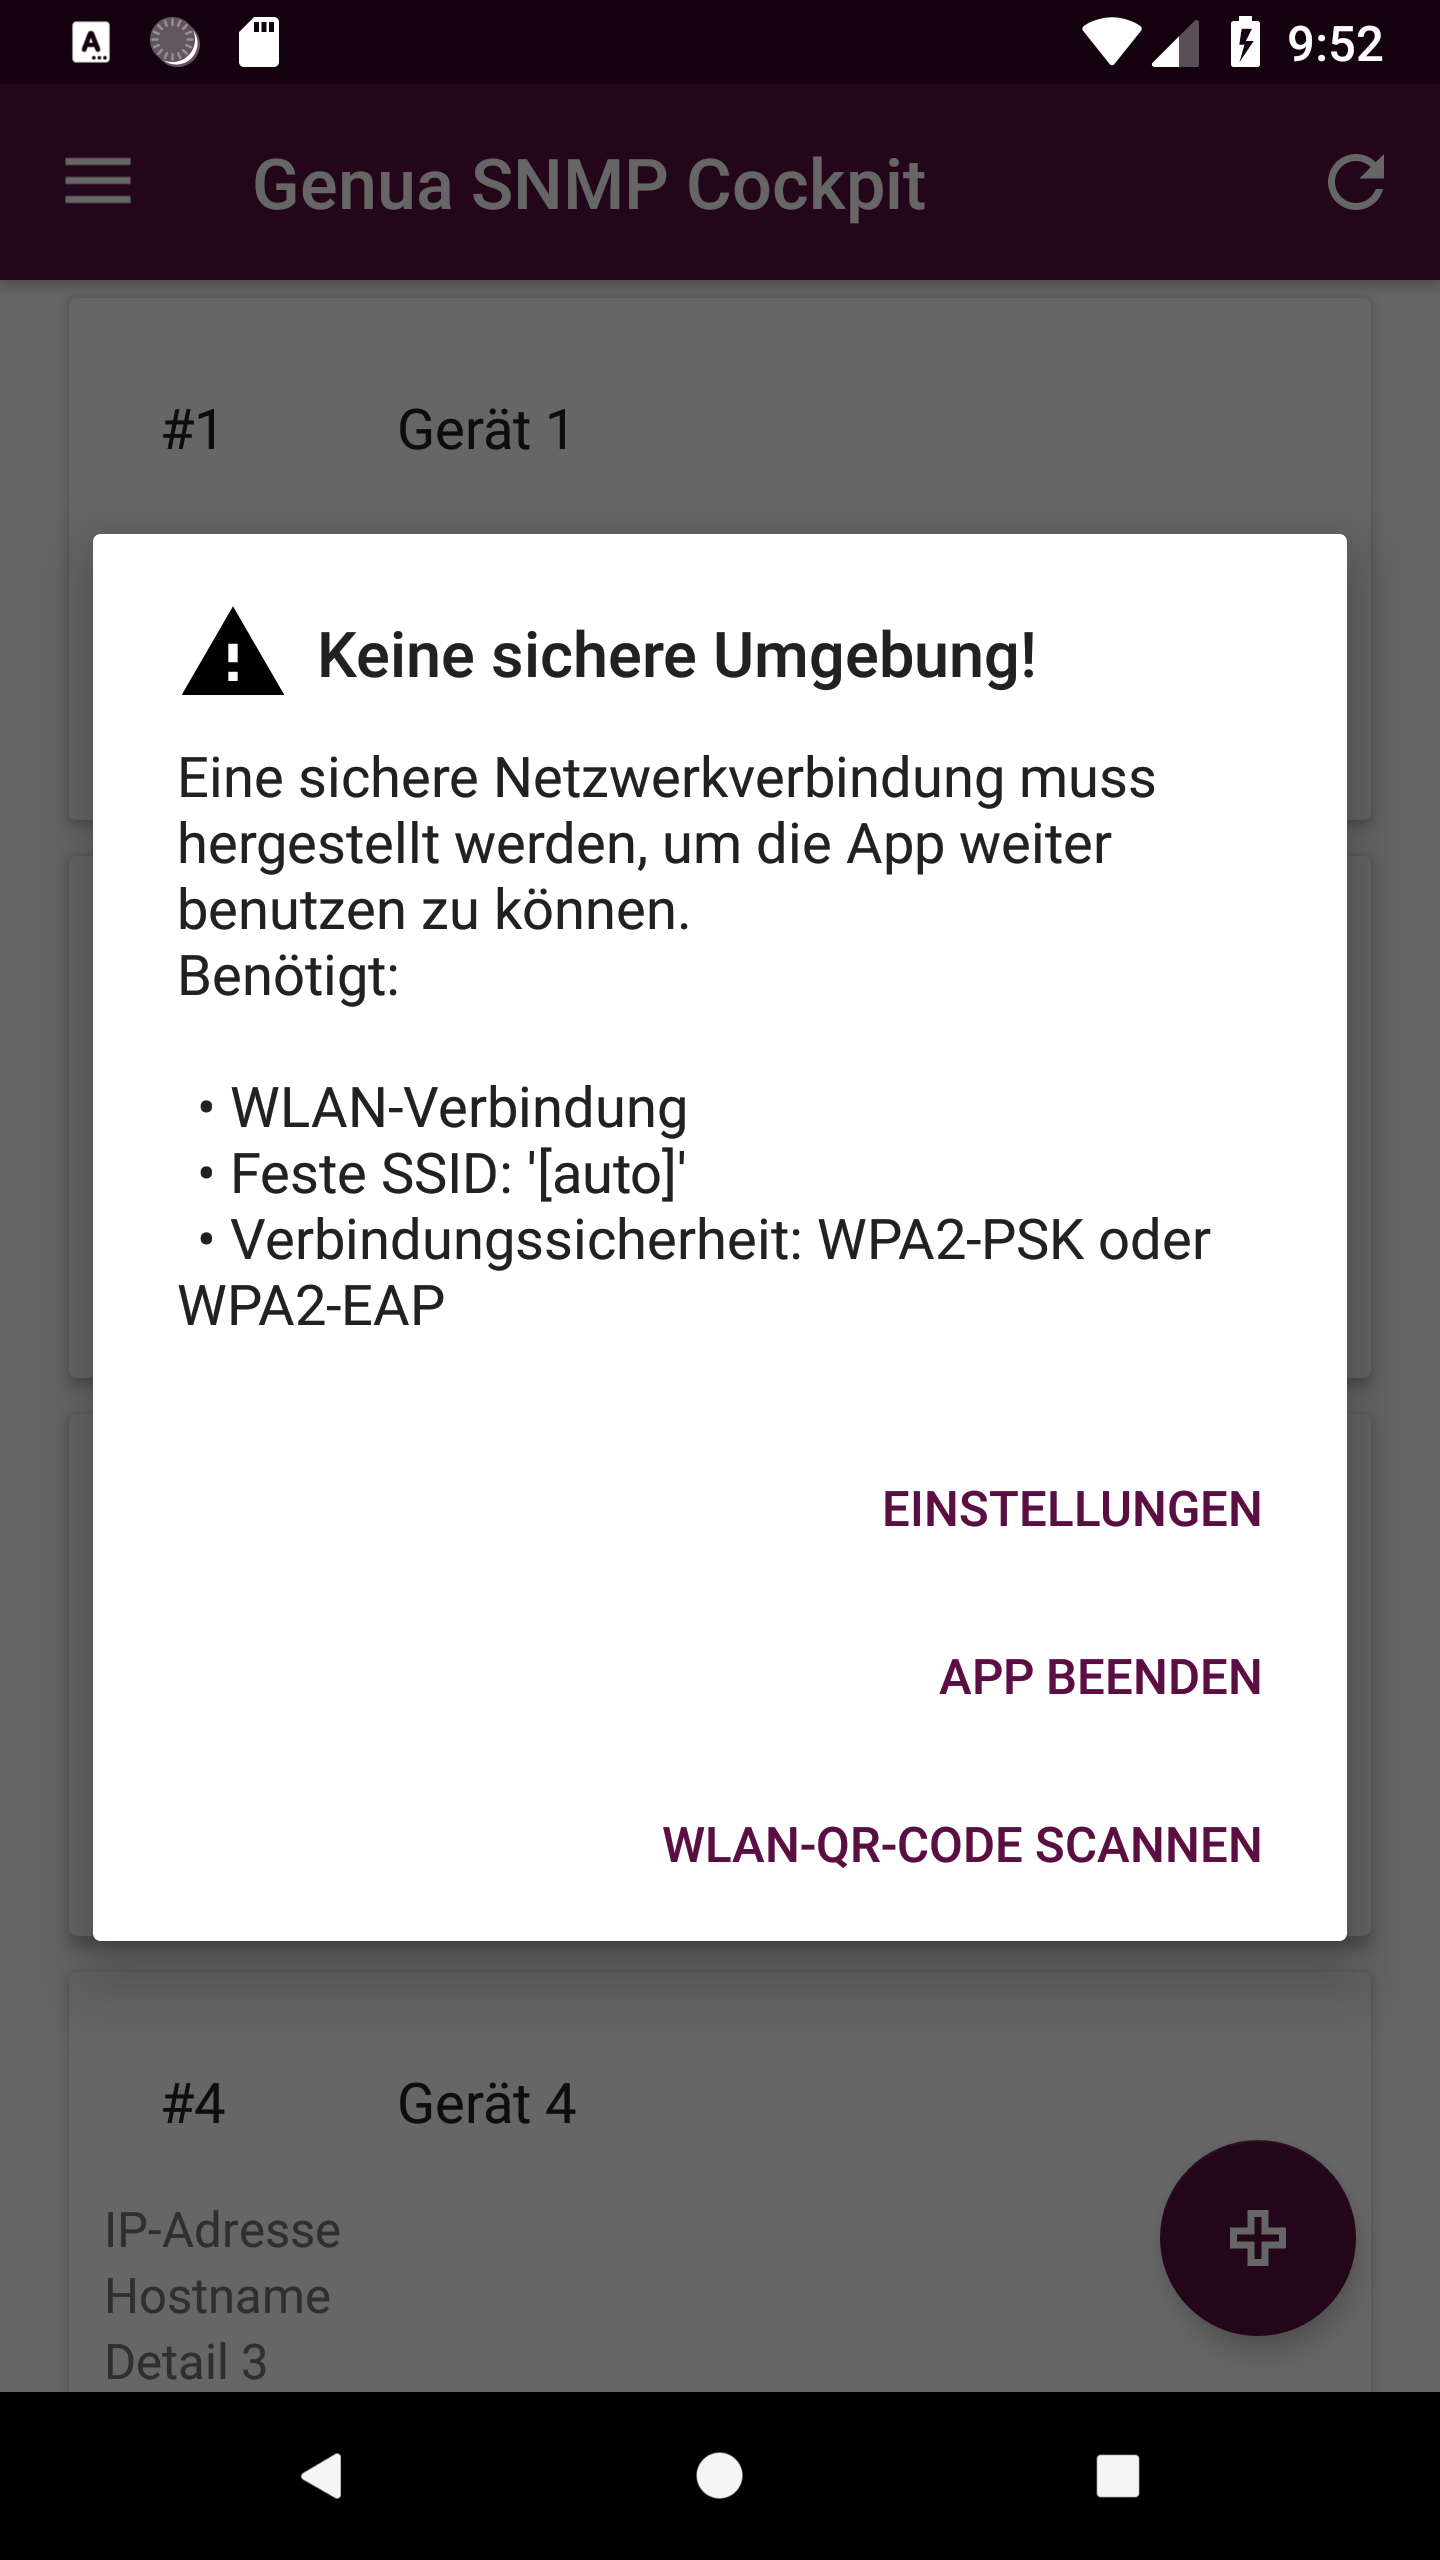 9:52
Genua SNMP Cockpit
#1 Gerät 1
Keine sichere Umgebung!
Eine sichere Netzwerkverbindung muss
hergestellt werden, um die App weiter
benutzen zu können.
Benötigt:
• WLAN-Verbindung
• Feste SSID: '[auto]'
• Verbindungssicherheit: WPA2-PSK oder
WPA2-EAP
EINSTELLUNGEN
APP BEENDEN
WLAN-QR-CODE SCANNEN
#4 Gerät 4
IP-Adresse
Hostname
Detail 3